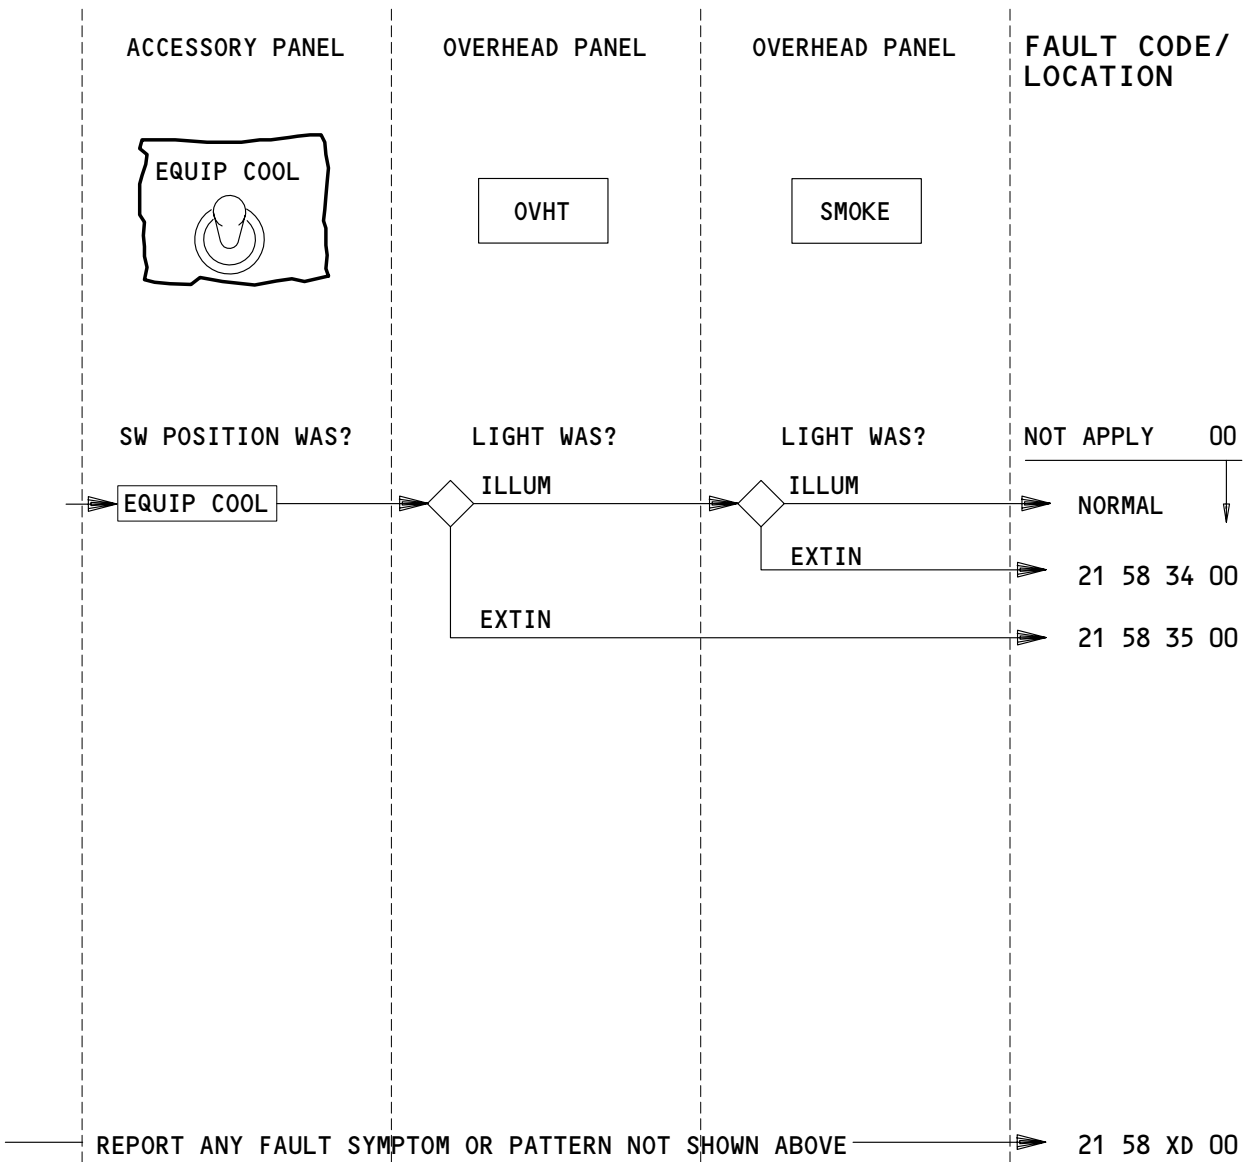 ACCESSORY PANEL
OVERHEAD PANEL
OVERHEAD PANEL
FAULT CODE/
LOCATION
EQUIP COOL
OVHT
SMOKE
SW POSITION WAS?
LIGHT WAS?
LIGHT WAS?
NOT APPLY 00
EQUIP COOL
ILLUM
ILLUM
NORMAL
EXTIN
21 58 34 00
EXTIN
21 58 35 00
REPORT ANY FAULT SYMPTOM OR PATTERN NOT SHOWN ABOVE
21 58 XD 00